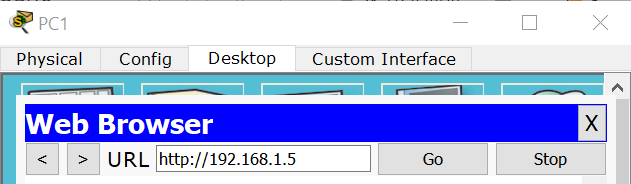 PC1
Physical Config Desktop Custom Interface
Web Browser X
< > URL http://192.168.1.5 Go Stop